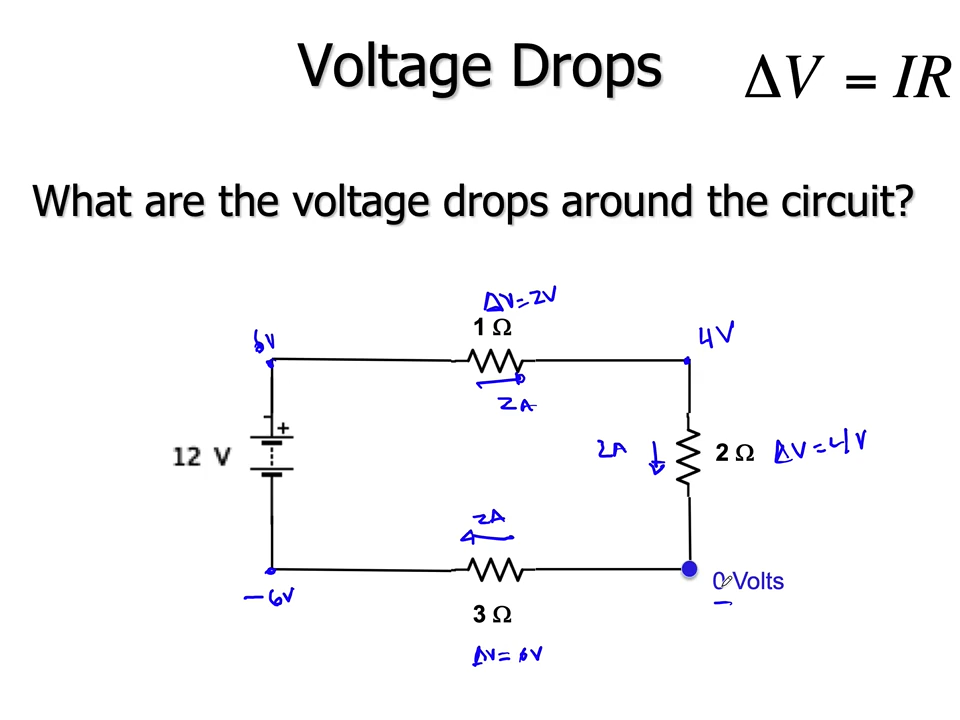 Voltage Drops
ΔV = IR
What are the voltage drops around the circuit?
ΔV=2V
1 Ω
6V
4V
2A
+
12 V
2A
2 Ω
ΔV=4V
2A
-6V
0 Volts
3 Ω
ΔV=6V